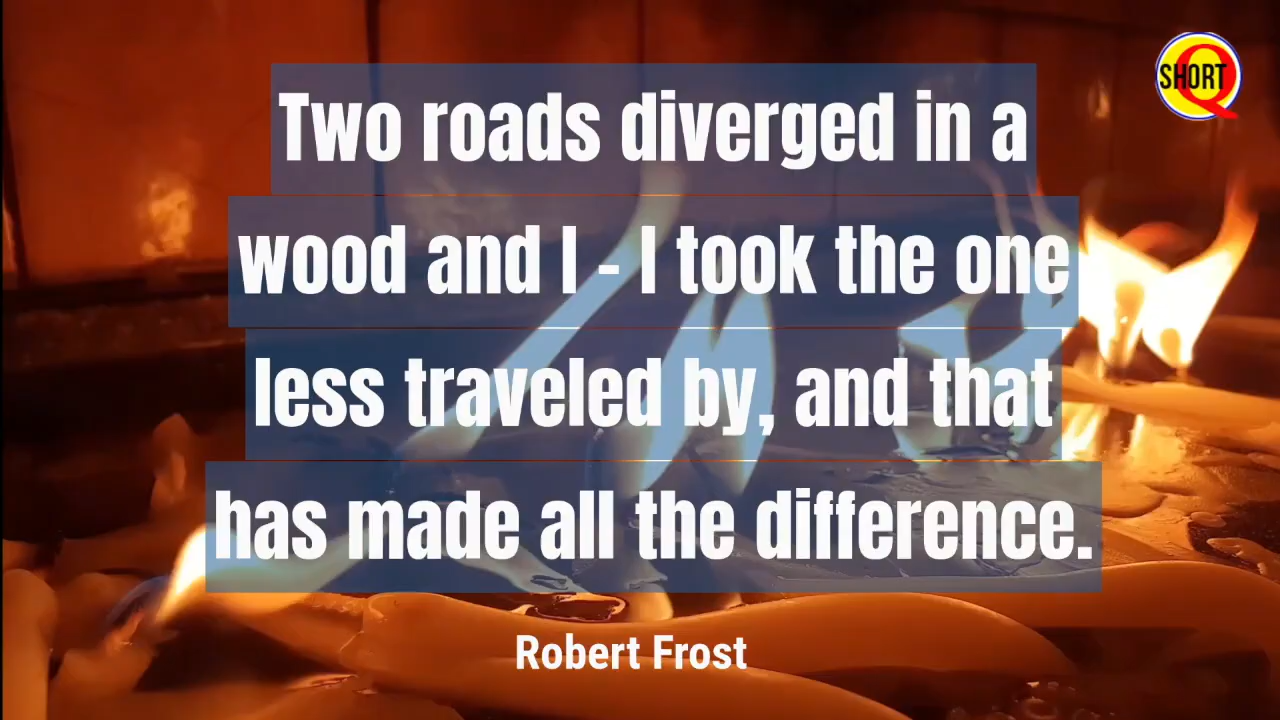 SHORT Q
Two roads diverged in a
wood and I - I took the one
less traveled by, and that
has made all the difference.
Robert Frost